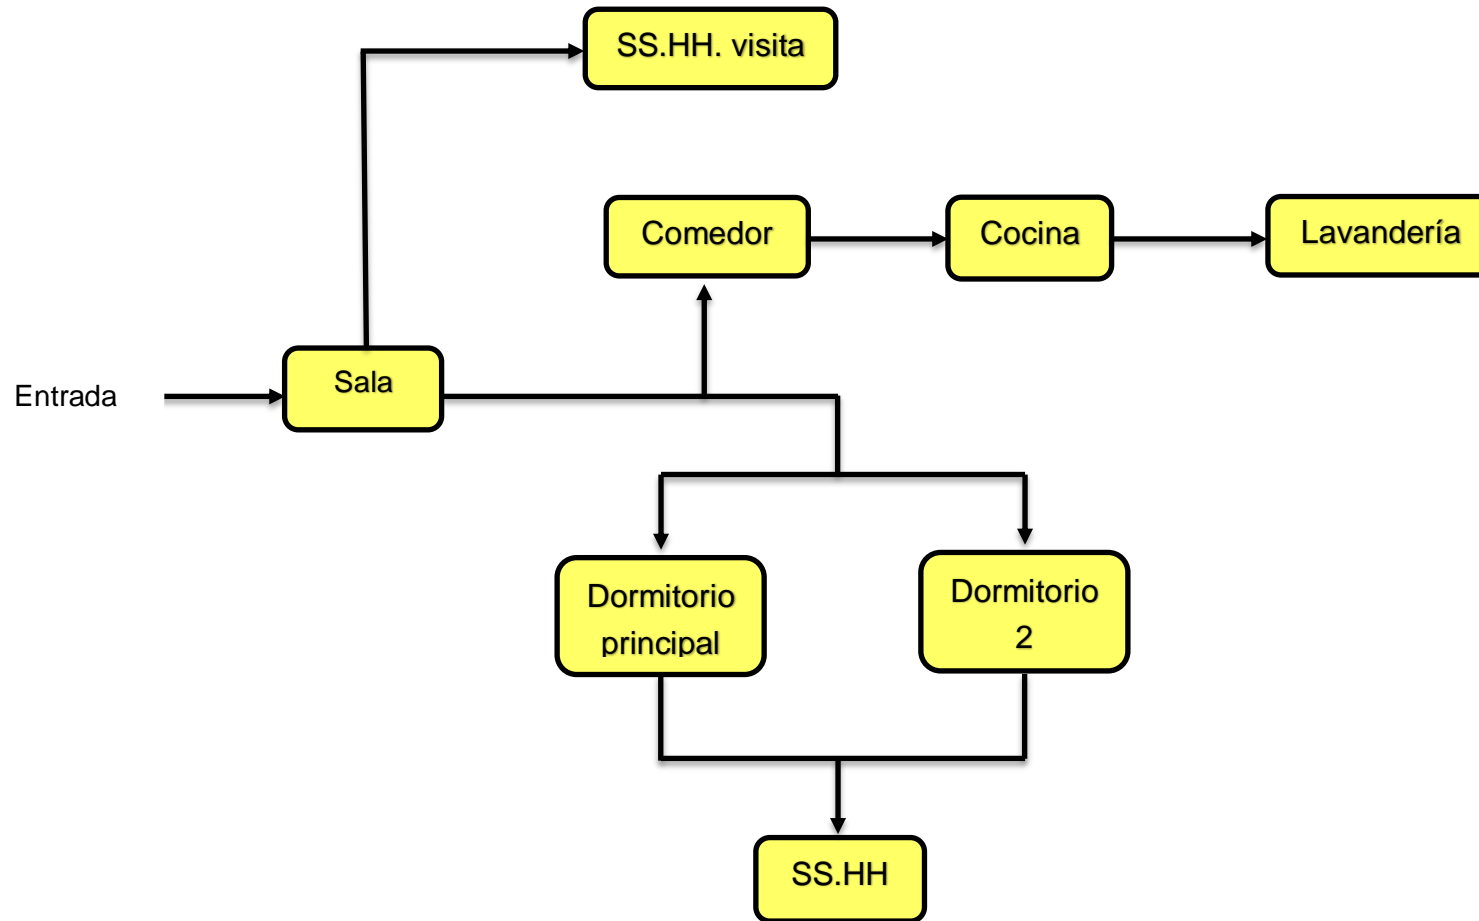 SS.HH. visita
Comedor
Cocina
Lavandería
Entrada
Sala
Dormitorio
principal
Dormitorio
2
SS.HH